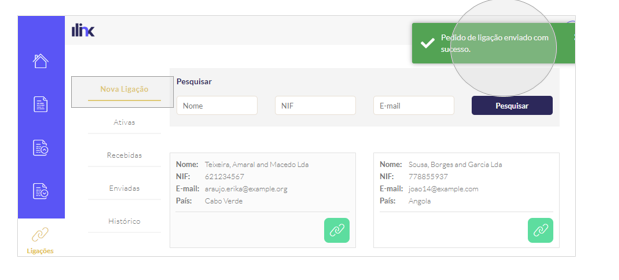 ilink
Pedido de ligação enviado com
sucesso.
Nova Ligação
Ativas
Recebidas
Enviadas
Histórico
Ligações
Pesquisar
Nome
NIF
E-mail
Pesquisar
Nome: Teixeira, Amaral and Macedo Lda
NIF: 621234567
E-mail: araujo.erika@example.org
País: Cabo Verde
Nome: Sousa, Borges and Garcia Lda
NIF: 778855937
E-mail: joao14@example.com
País: Angola